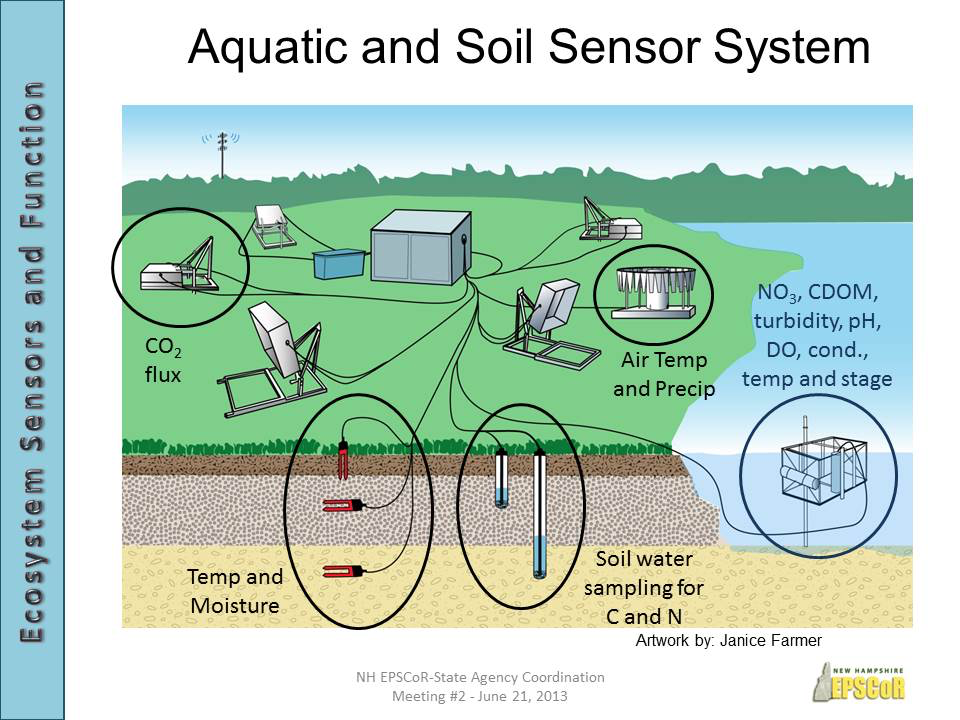 Aquatic and Soil Sensor System
Ecosystem Sensors and Function
CO2
flux
Air Temp
and Precip
NO3, CDOM,
turbidity, pH,
DO, cond.,
temp and stage
Temp and
Moisture
Soil water
sampling for
C and N
Artwork by: Janice Farmer
NH EPSCoR-State Agency Coordination
Meeting #2 - June 21, 2013
NEW HAMPSHIRE
EPSCoR